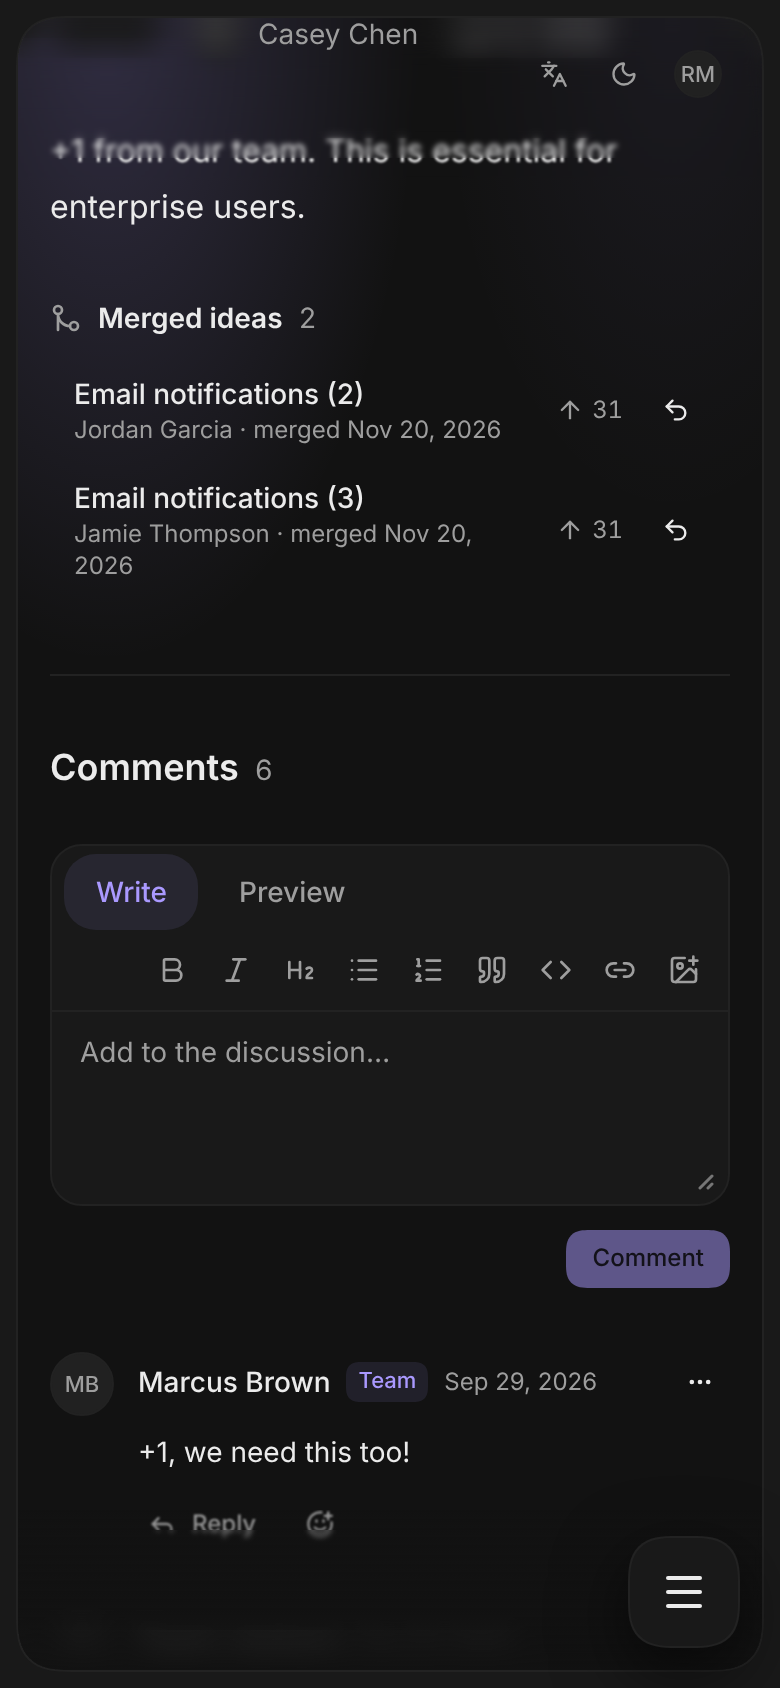 Casey Chen
RM
+1 from our team. This is essential for
enterprise users.
Merged ideas 2
Email notifications (2)
Jordan Garcia · merged Nov 20, 2026
31
Email notifications (3)
Jamie Thompson · merged Nov 20,
2026
31
Comments 6
Write Preview
B I H2
Add to the discussion...
Comment
MB Marcus Brown Team Sep 29, 2026
+1, we need this too!
Reply